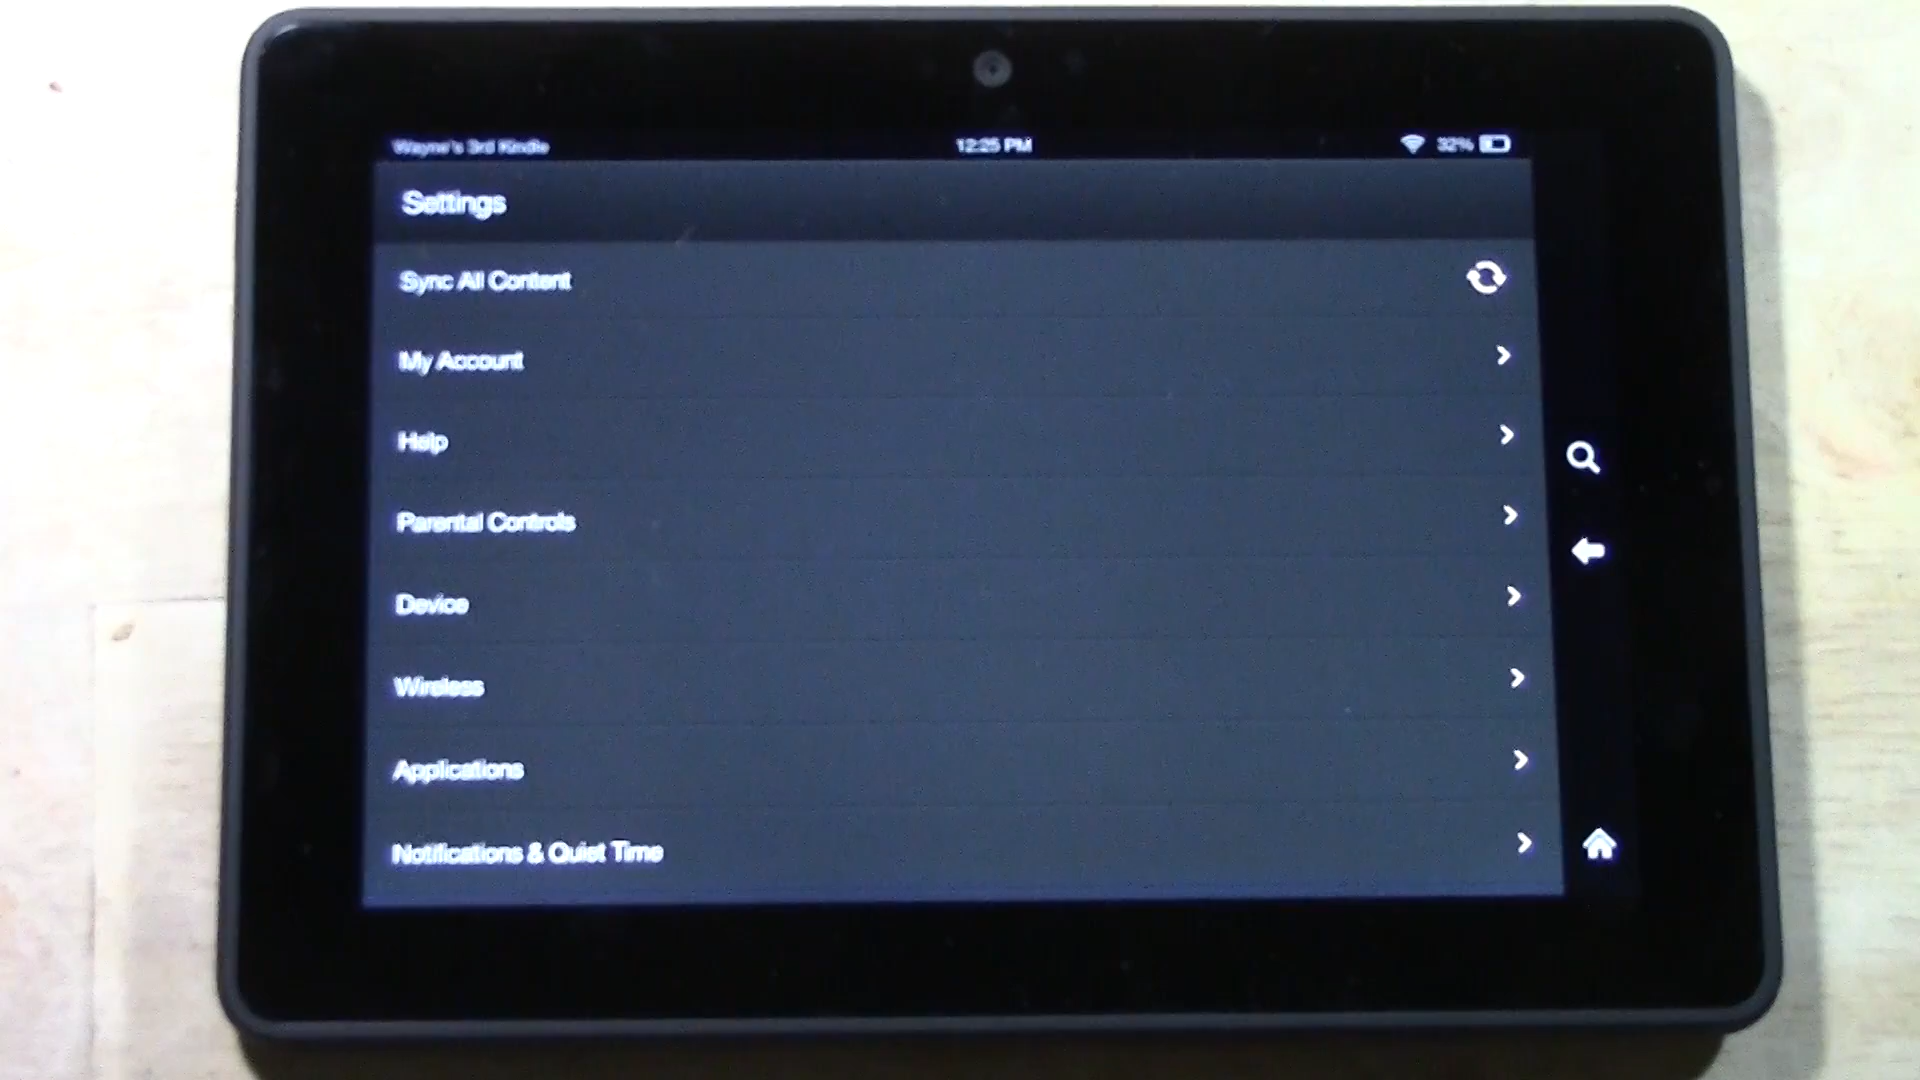 Wayne's 3rd Kindle 12:25 PM 32%
Settings
Sync All Content
My Account
Help
Parental Controls
Device
Wireless
Applications
Notifications & Quiet Time